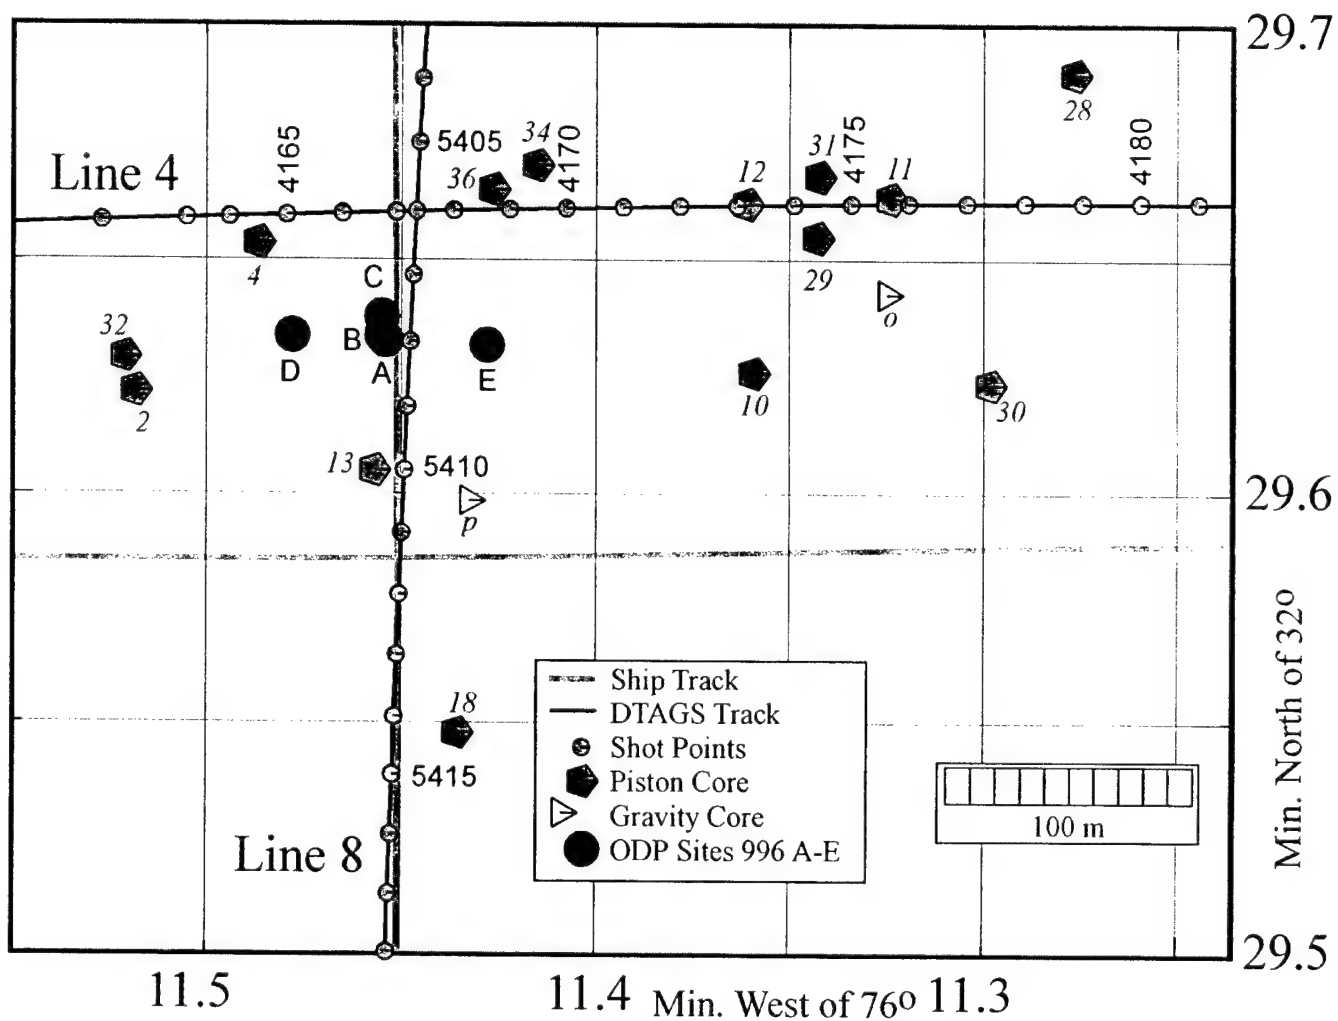 29.7
28
4165
5405
34
4170
31
4175
4180
Line 4
36
12
11
4
C
29
o
32
B
D
A
E
2
10
30
13
5410
29.6
p
18
Ship Track
DTAGS Track
Shot Points
Piston Core
Gravity Core
ODP Sites 996 A-E
5415
100 m
Line 8
Min. North of 32º
29.5
11.5
11.4
Min. West of 76º
11.3